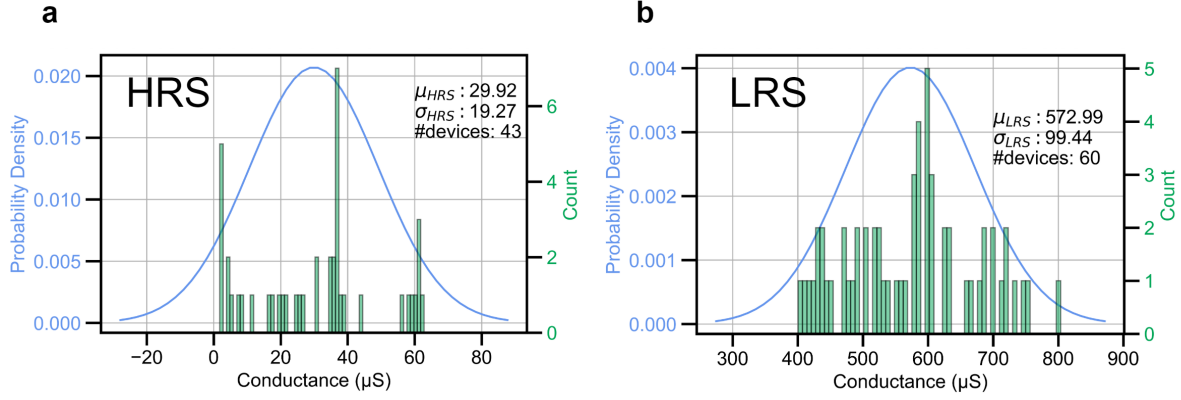 a
HRS
μHRS : 29.92
σHRS : 19.27
#devices: 43
Probability Density
0.020
0.015
0.010
0.005
0.000
6
4
2
0
Count
−20 0 20 40 60 80
Conductance (μS)
b
LRS
μLRS : 572.99
σLRS : 99.44
#devices: 60
Probability Density
0.004
0.003
0.002
0.001
0.000
5
4
3
2
1
0
Count
300 400 500 600 700 800 900
Conductance (μS)